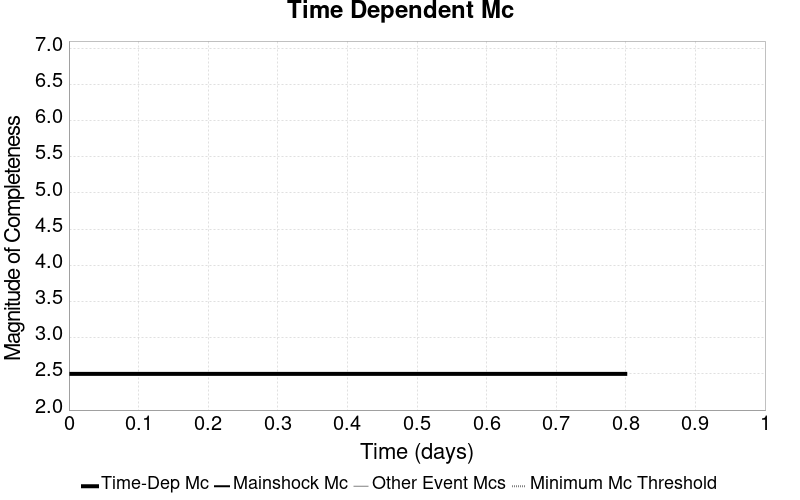 Time Dependent Mc
7.0
6.5
6.0
5.5
5.0
4.5
4.0
3.5
3.0
2.5
2.0
Magnitude of Completeness
0 0.1 0.2 0.3 0.4 0.5 0.6 0.7 0.8 0.9 1
Time (days)
Time-Dep Mc Mainshock Mc Other Event Mcs Minimum Mc Threshold